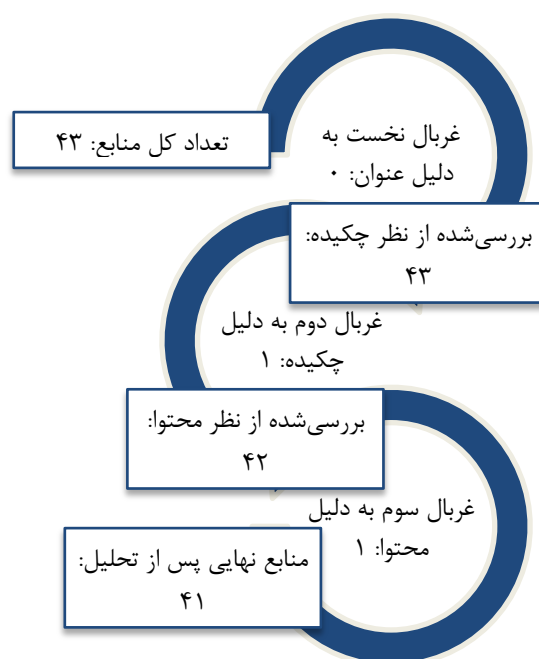 تعداد کل منابع: ۴۳
غربال نخست به
دلیل عنوان: ۰
بررسی‌شده از نظر چکیده:
۴۳
غربال دوم به دلیل
چکیده: ۱
بررسی‌شده از نظر محتوا:
۴۲
غربال سوم به دلیل
محتوا: ۱
منابع نهایی پس از تحلیل:
۴۱